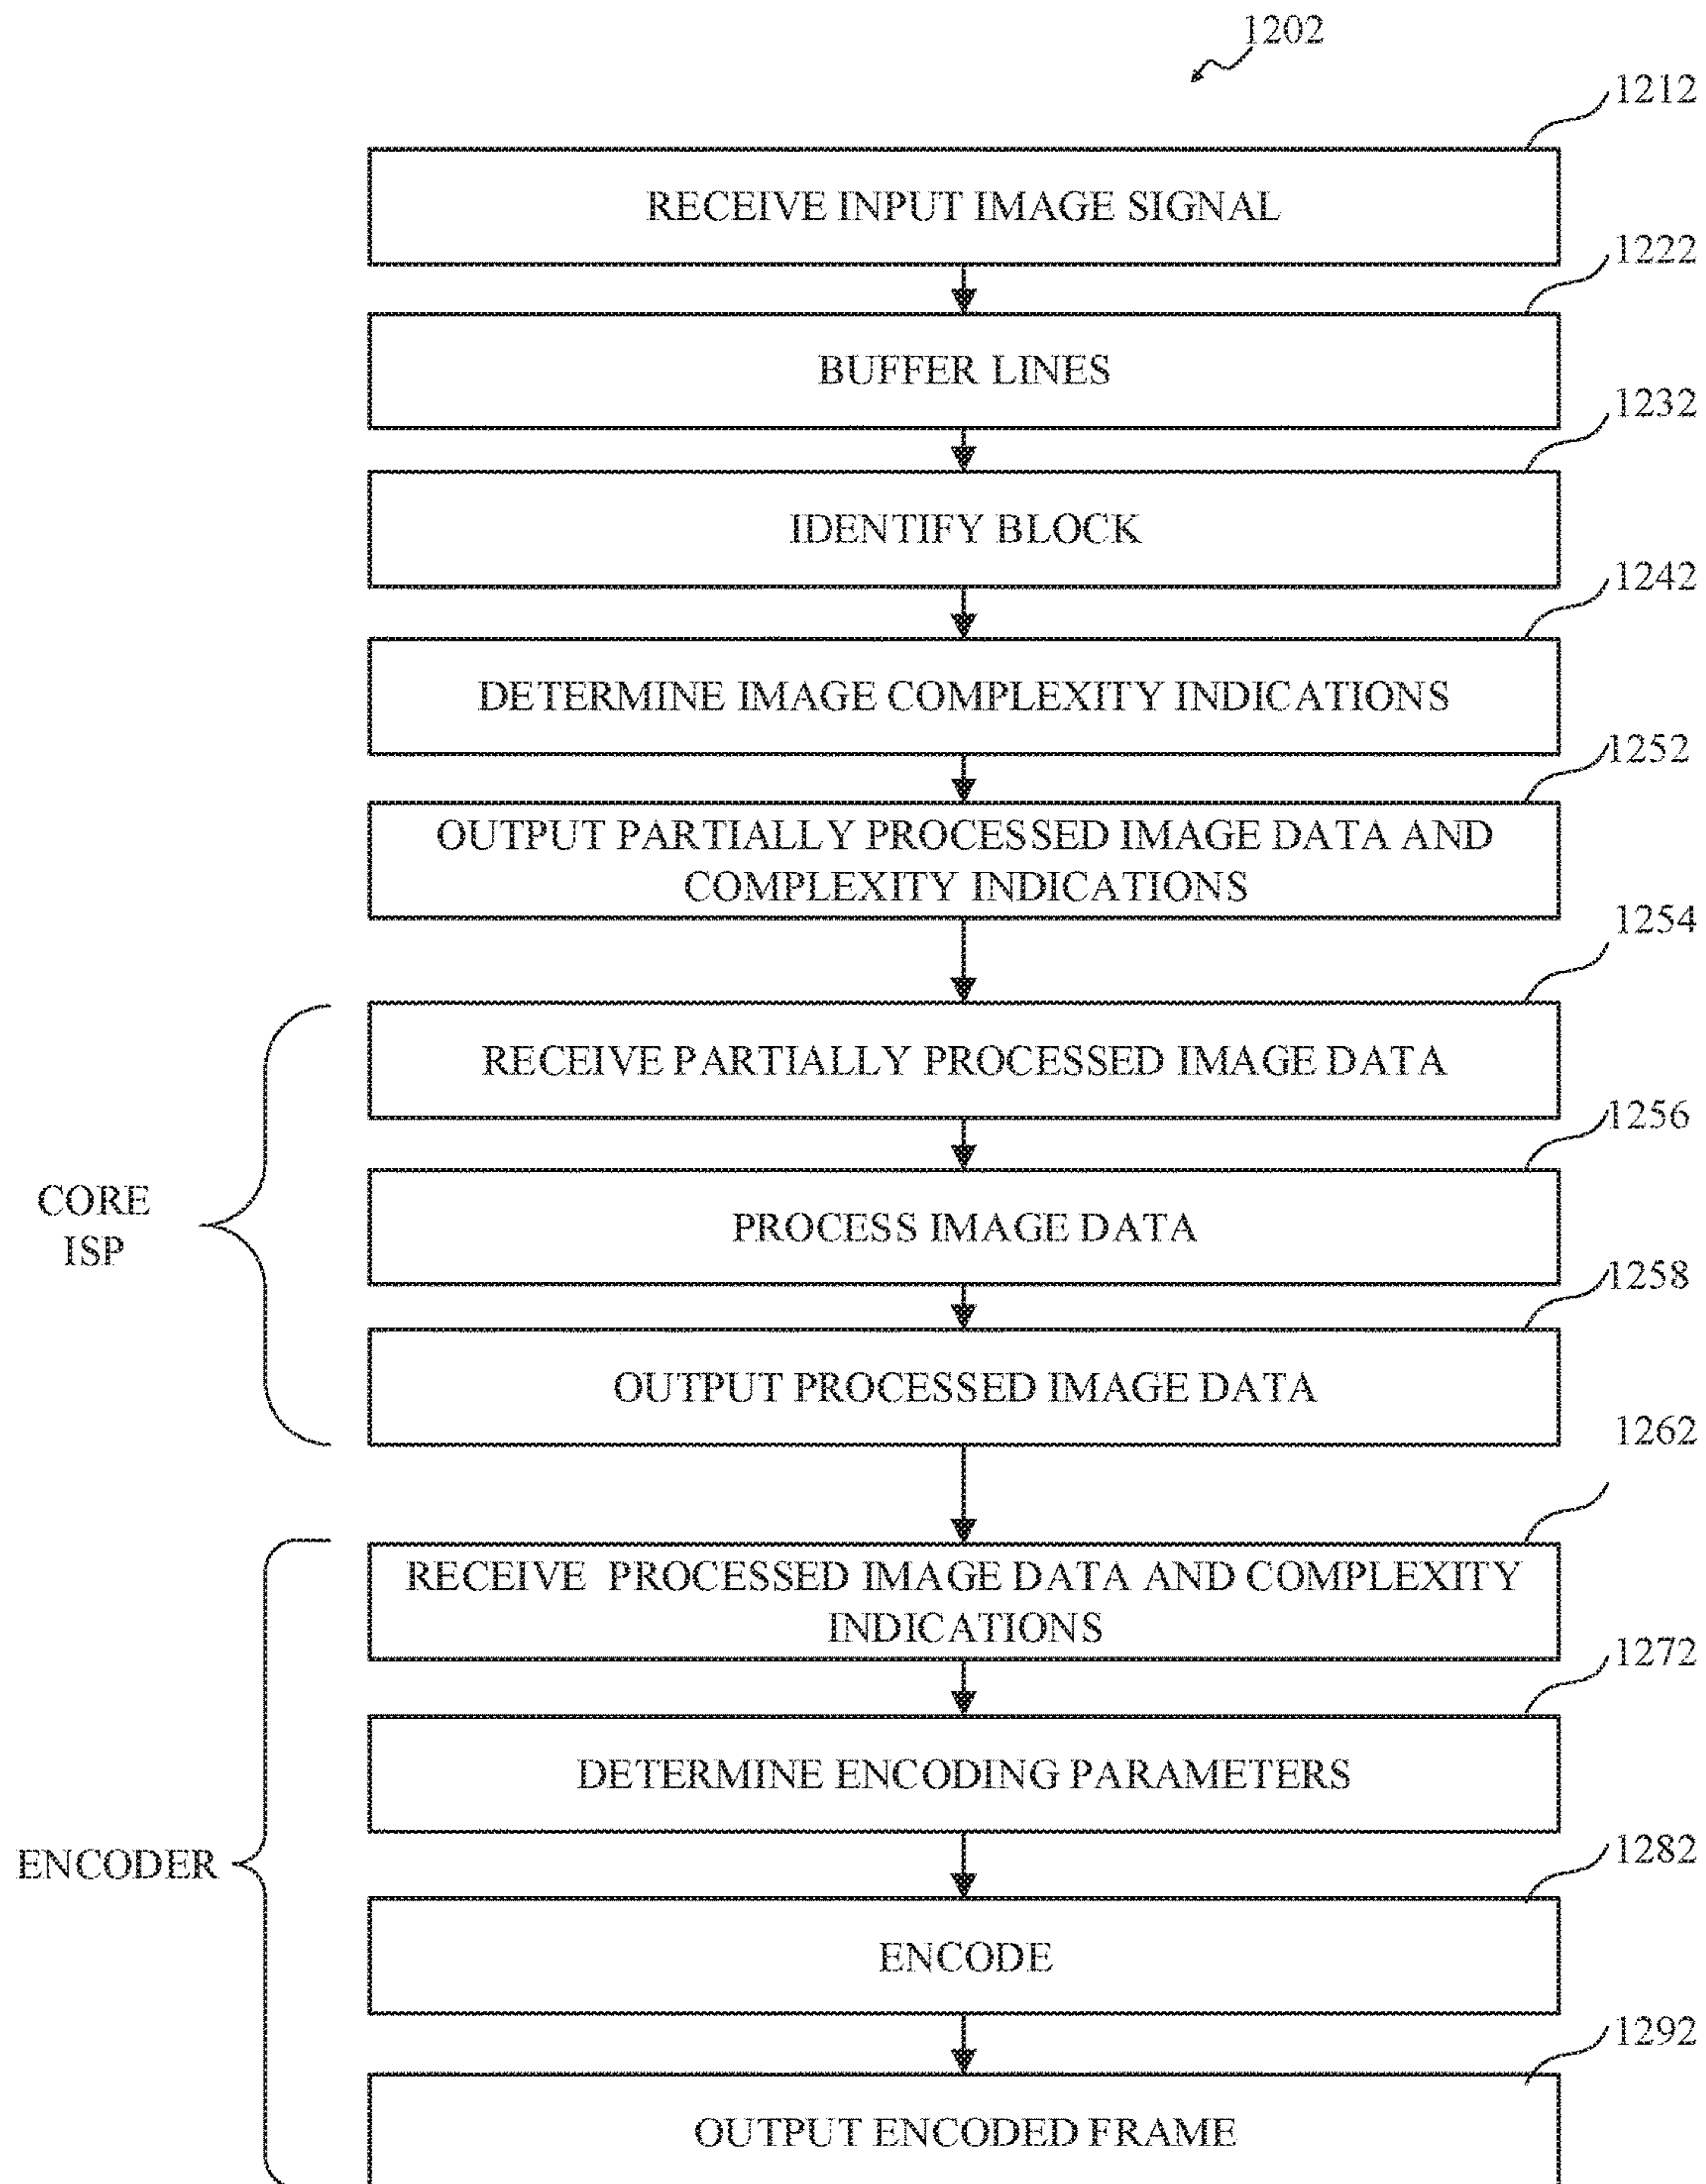 1202
1212
RECEIVE INPUT IMAGE SIGNAL
1222
BUFFER LINES
1232
IDENTIFY BLOCK
1242
DETERMINE IMAGE COMPLEXITY INDICATIONS
1252
OUTPUT PARTIALLY PROCESSED IMAGE DATA AND
COMPLEXITY INDICATIONS
1254
RECEIVE PARTIALLY PROCESSED IMAGE DATA
1256
CORE
ISP
PROCESS IMAGE DATA
1258
OUTPUT PROCESSED IMAGE DATA
1262
RECEIVE PROCESSED IMAGE DATA AND COMPLEXITY
INDICATIONS
1272
DETERMINE ENCODING PARAMETERS
1282
ENCODER
ENCODE
1292
OUTPUT ENCODED FRAME